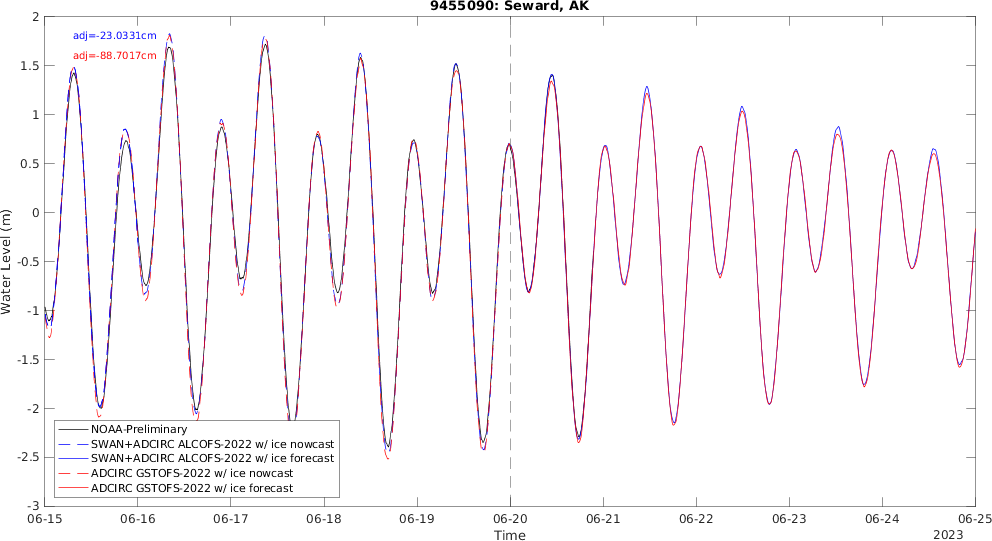 9455090: Seward, AK
adj=-23.0331cm
adj=-88.7017cm
2
1.5
1
0.5
0
-0.5
-1
-1.5
-2
-2.5
-3
Water Level (m)
NOAA-Preliminary
SWAN+ADCIRC ALCOFS-2022 w/ ice nowcast
SWAN+ADCIRC ALCOFS-2022 w/ ice forecast
ADCIRC GSTOFS-2022 w/ ice nowcast
ADCIRC GSTOFS-2022 w/ ice forecast
06-15 06-16 06-17 06-18 06-19 06-20 06-21 06-22 06-23 06-24 06-25
Time
2023